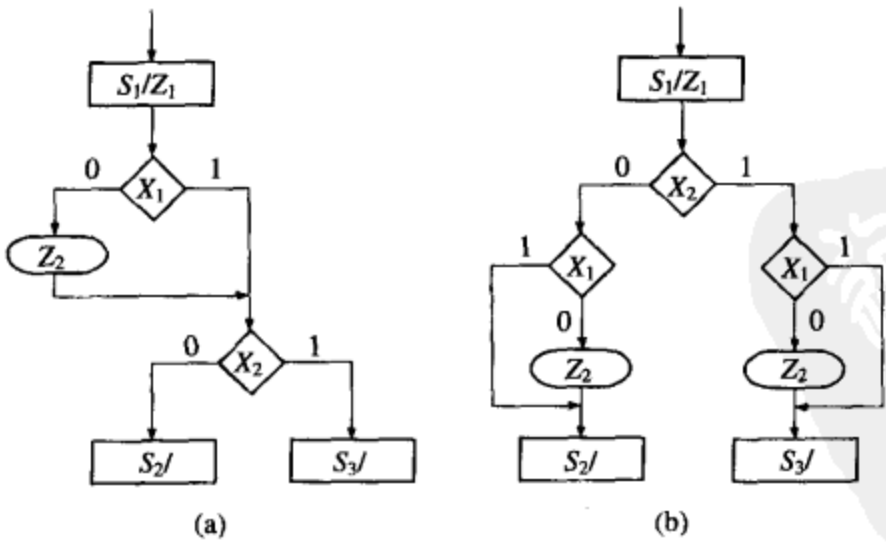 S₁/Z₁
0 X₁ 1
Z₂
0 X₂ 1
S₂/ S₃/
(a)
S₁/Z₁
0 X₂ 1
1 X₁ X₁ 1
0 0
Z₂ Z₂
S₂/ S₃/
(b)